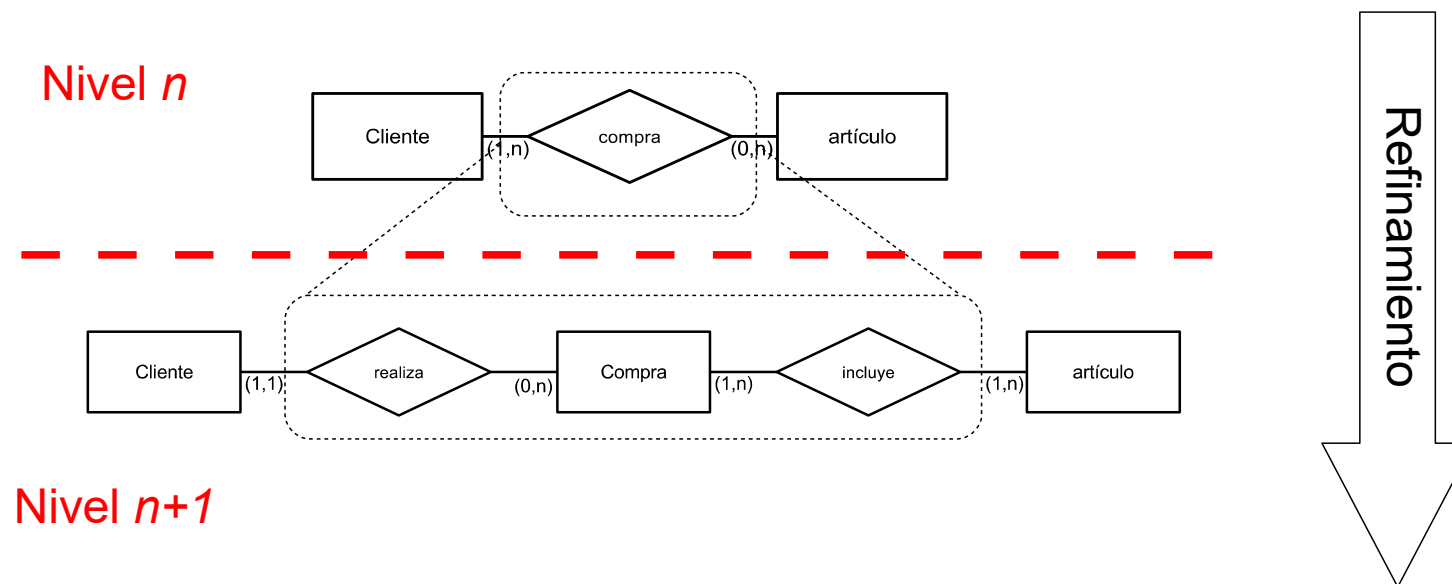 Nivel n
Cliente
(1,n)
compra
(0,n)
artículo
Refinamiento
Cliente
(1,1)
realiza
(0,n)
Compra
(1,n)
incluye
(1,n)
artículo
Nivel n+1